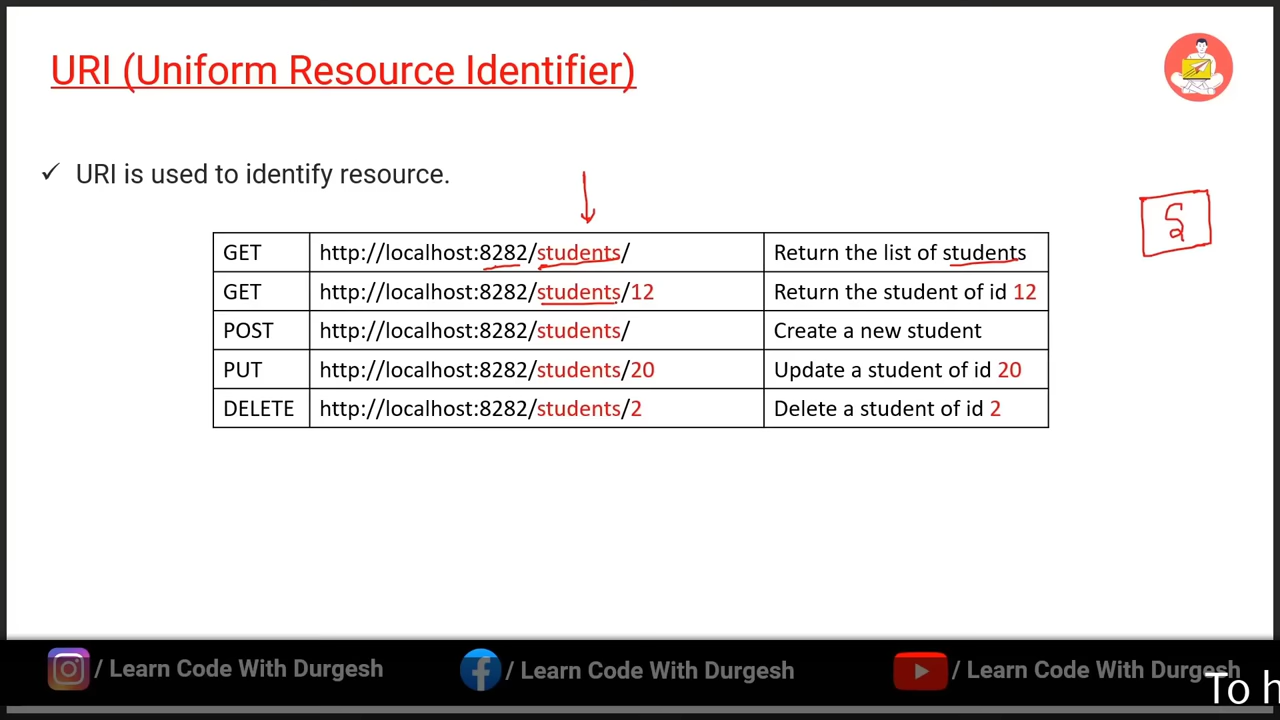 URI (Uniform Resource Identifier)
✓ URI is used to identify resource.
GET http://localhost:8282/students/ Return the list of students
GET http://localhost:8282/students/12 Return the student of id 12
POST http://localhost:8282/students/ Create a new student
PUT http://localhost:8282/students/20 Update a student of id 20
DELETE http://localhost:8282/students/2 Delete a student of id 2
/ Learn Code With Durgesh / Learn Code With Durgesh / Learn Code With Durgesh
To